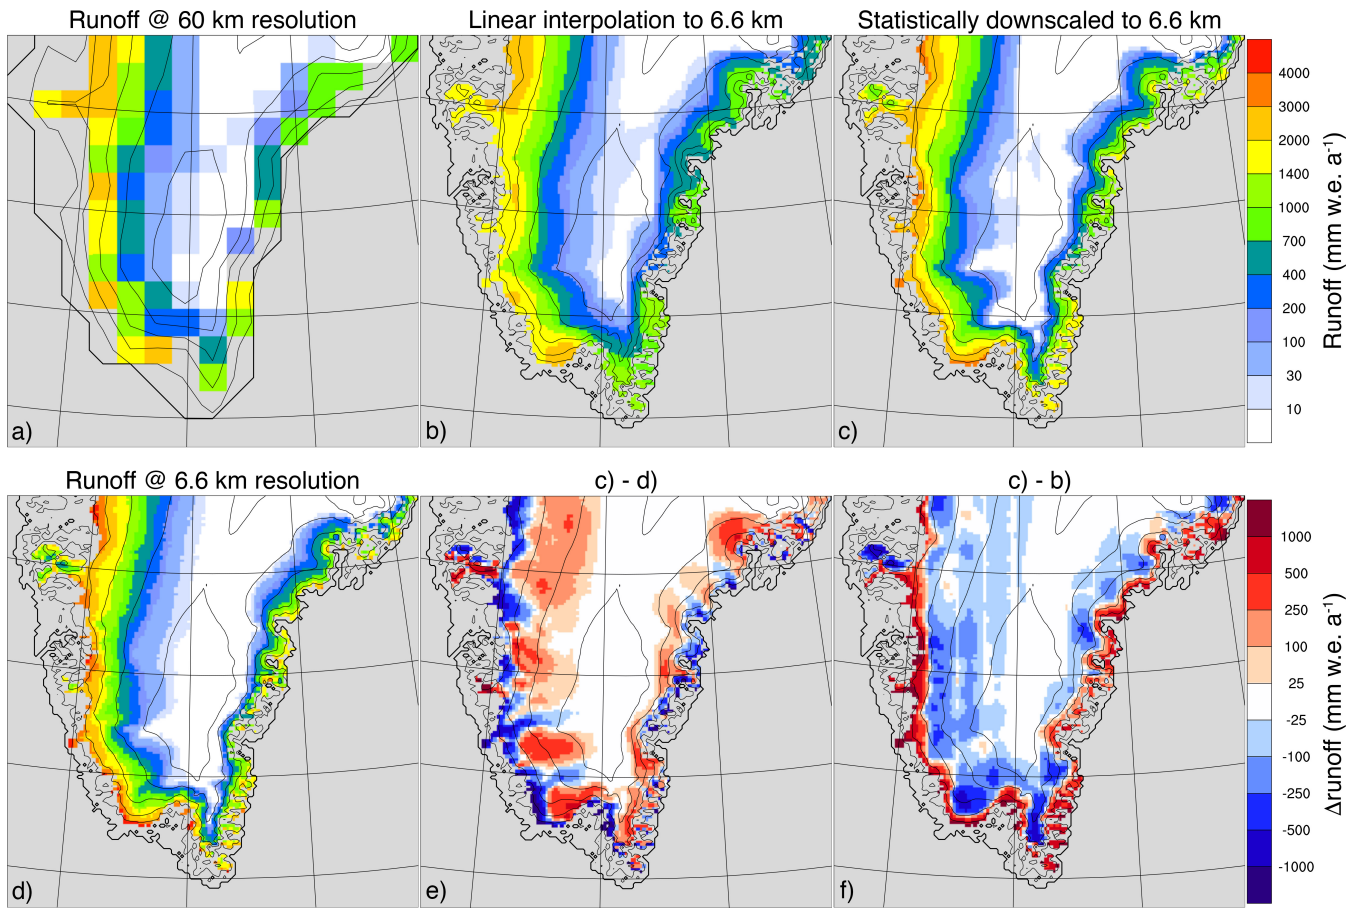 Runoff @ 60 km resolution
Linear interpolation to 6.6 km
Statistically downscaled to 6.6 km
a)
b)
c)
4000
3000
2000
1400
1000
700
400
200
100
30
10
Runoff (mm w.e. a⁻¹)
Runoff @ 6.6 km resolution
c) - d)
c) - b)
d)
e)
f)
1000
500
250
100
25
-25
-100
-250
-500
-1000
Δrunoff (mm w.e. a⁻¹)